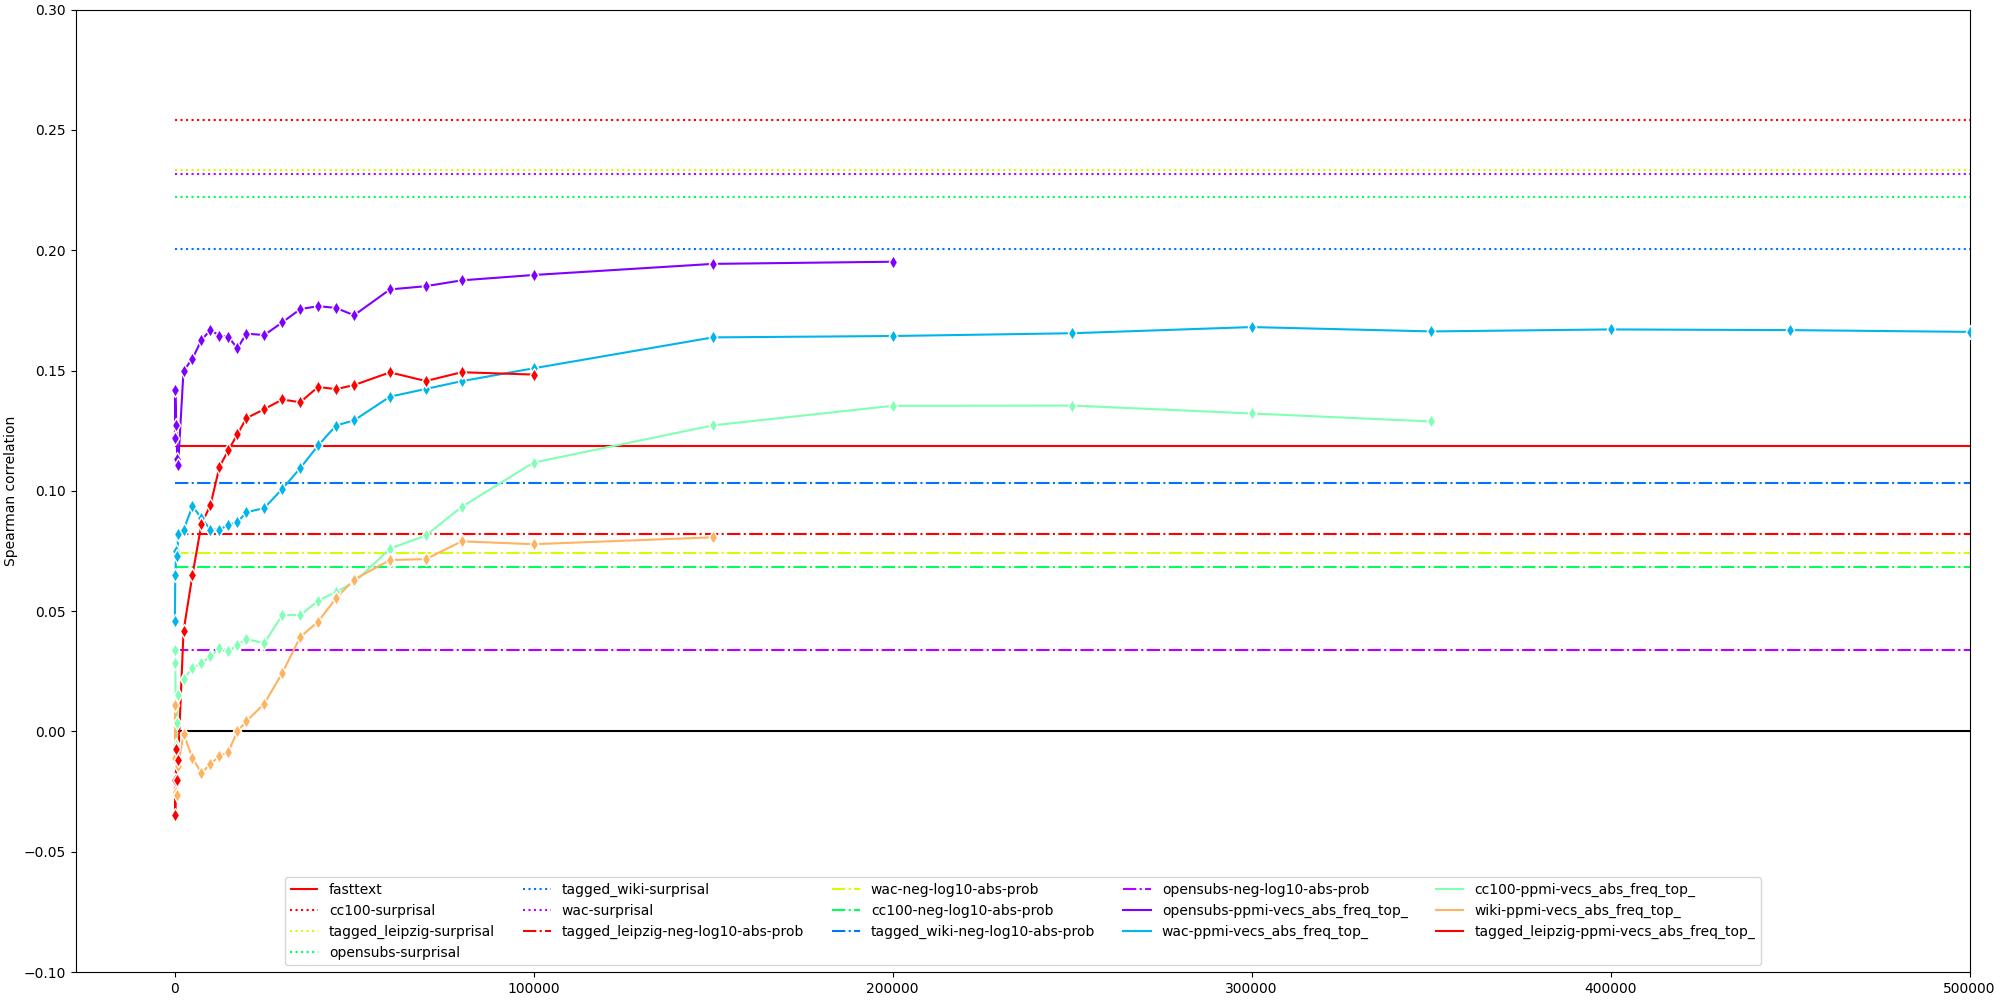 0.30
0.25
0.20
0.15
0.10
0.05
0.00
−0.05
−0.10
Spearman correlation
0 100000 200000 300000 400000 500000
fasttext
cc100-surprisal
tagged_leipzig-surprisal
opensubs-surprisal
tagged_wiki-surprisal
wac-surprisal
tagged_leipzig-neg-log10-abs-prob
wac-neg-log10-abs-prob
cc100-neg-log10-abs-prob
tagged_wiki-neg-log10-abs-prob
opensubs-neg-log10-abs-prob
opensubs-ppmi-vecs_abs_freq_top_
wac-ppmi-vecs_abs_freq_top_
cc100-ppmi-vecs_abs_freq_top_
wiki-ppmi-vecs_abs_freq_top_
tagged_leipzig-ppmi-vecs_abs_freq_top_